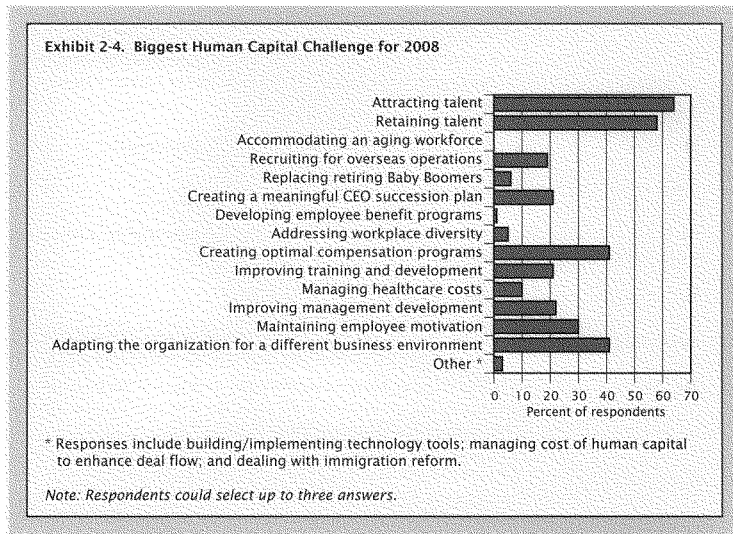 Exhibit 2-4. Biggest Human Capital Challenge for 2008
Attracting talent
Retaining talent
Accommodating an aging workforce
Recruiting for overseas operations
Replacing retiring Baby Boomers
Creating a meaningful CEO succession plan
Developing employee benefit programs
Addressing workplace diversity
Creating optimal compensation programs
Improving training and development
Managing healthcare costs
Improving management development
Maintaining employee motivation
Adapting the organization for a different business environment
Other *
0 10 20 30 40 50 60 70
Percent of respondents
* Responses include building/implementing technology tools; managing cost of human capital
to enhance deal flow; and dealing with immigration reform.
Note: Respondents could select up to three answers.